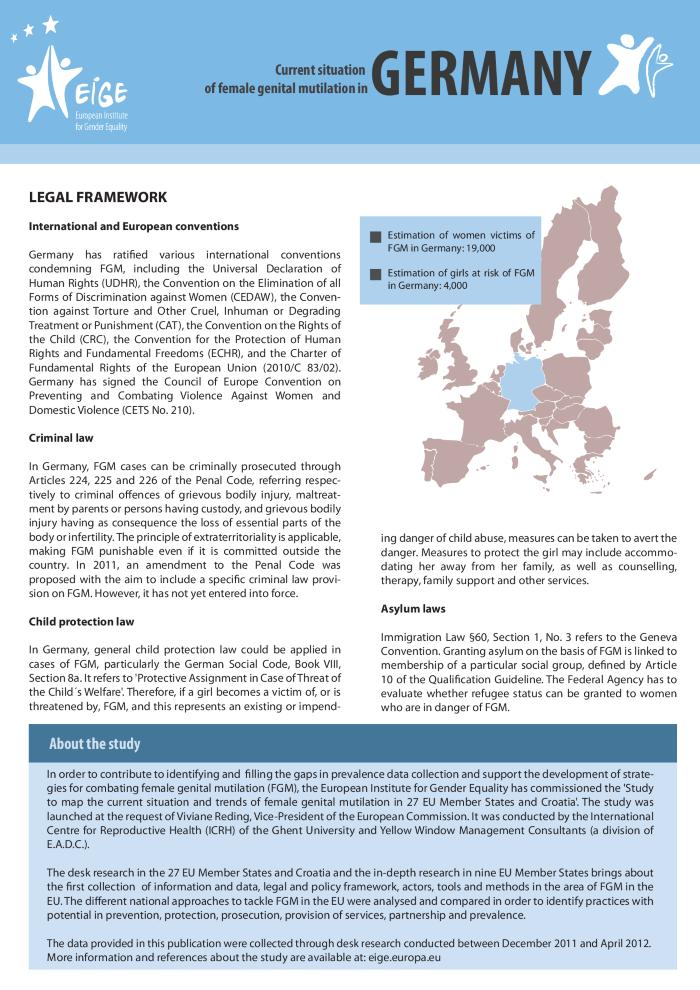 EIGE
European Institute
for Gender Equality
Current situation
of female genital mutilation in
GERMANY
LEGAL FRAMEWORK
International and European conventions
Germany has ratified various international conventions
condemning FGM, including the Universal Declaration of
Human Rights (UDHR), the Convention on the Elimination of all
Forms of Discrimination against Women (CEDAW), the Conven-
tion against Torture and Other Cruel, Inhuman or Degrading
Treatment or Punishment (CAT), the Convention on the Rights of
the Child (CRC), the Convention for the Protection of Human
Rights and Fundamental Freedoms (ECHR), and the Charter of
Fundamental Rights of the European Union (2010/C 83/02).
Germany has signed the Council of Europe Convention on
Preventing and Combating Violence Against Women and
Domestic Violence (CETS No. 210).
Criminal law
In Germany, FGM cases can be criminally prosecuted through
Articles 224, 225 and 226 of the Penal Code, referring respec-
tively to criminal offences of grievous bodily injury, maltreat-
ment by parents or persons having custody, and grievous bodily
injury having as consequence the loss of essential parts of the
body or infertility. The principle of extraterritoriality is applicable,
making FGM punishable even if it is committed outside the
country. In 2011, an amendment to the Penal Code was
proposed with the aim to include a specific criminal law provi-
sion on FGM. However, it has not yet entered into force.
Child protection law
In Germany, general child protection law could be applied in
cases of FGM, particularly the German Social Code, Book VIII,
Section 8a. It refers to 'Protective Assignment in Case of Threat of
the Child´s Welfare'. Therefore, if a girl becomes a victim of, or is
threatened by, FGM, and this represents an existing or impend-
Estimation of women victims of
FGM in Germany: 19,000
Estimation of girls at risk of FGM
in Germany: 4,000
ing danger of child abuse, measures can be taken to avert the
danger. Measures to protect the girl may include accommo-
dating her away from her family, as well as counselling,
therapy, family support and other services.
Asylum laws
Immigration Law §60, Section 1, No. 3 refers to the Geneva
Convention. Granting asylum on the basis of FGM is linked to
membership of a particular social group, defined by Article
10 of the Qualification Guideline. The Federal Agency has to
evaluate whether refugee status can be granted to women
who are in danger of FGM.
About the study
In order to contribute to identifying and filling the gaps in prevalence data collection and support the development of strate-
gies for combating female genital mutilation (FGM), the European Institute for Gender Equality has commissioned the 'Study
to map the current situation and trends of female genital mutilation in 27 EU Member States and Croatia'. The study was
launched at the request of Viviane Reding, Vice-President of the European Commission. It was conducted by the International
Centre for Reproductive Health (ICRH) of the Ghent University and Yellow Window Management Consultants (a division of
E.A.D.C.).
The desk research in the 27 EU Member States and Croatia and the in-depth research in nine EU Member States brings about
the first collection of information and data, legal and policy framework, actors, tools and methods in the area of FGM in the
EU. The different national approaches to tackle FGM in the EU were analysed and compared in order to identify practices with
potential in prevention, protection, prosecution, provision of services, partnership and prevalence.
The data provided in this publication were collected through desk research conducted between December 2011 and April 2012.
More information and references about the study are available at: eige.europa.eu